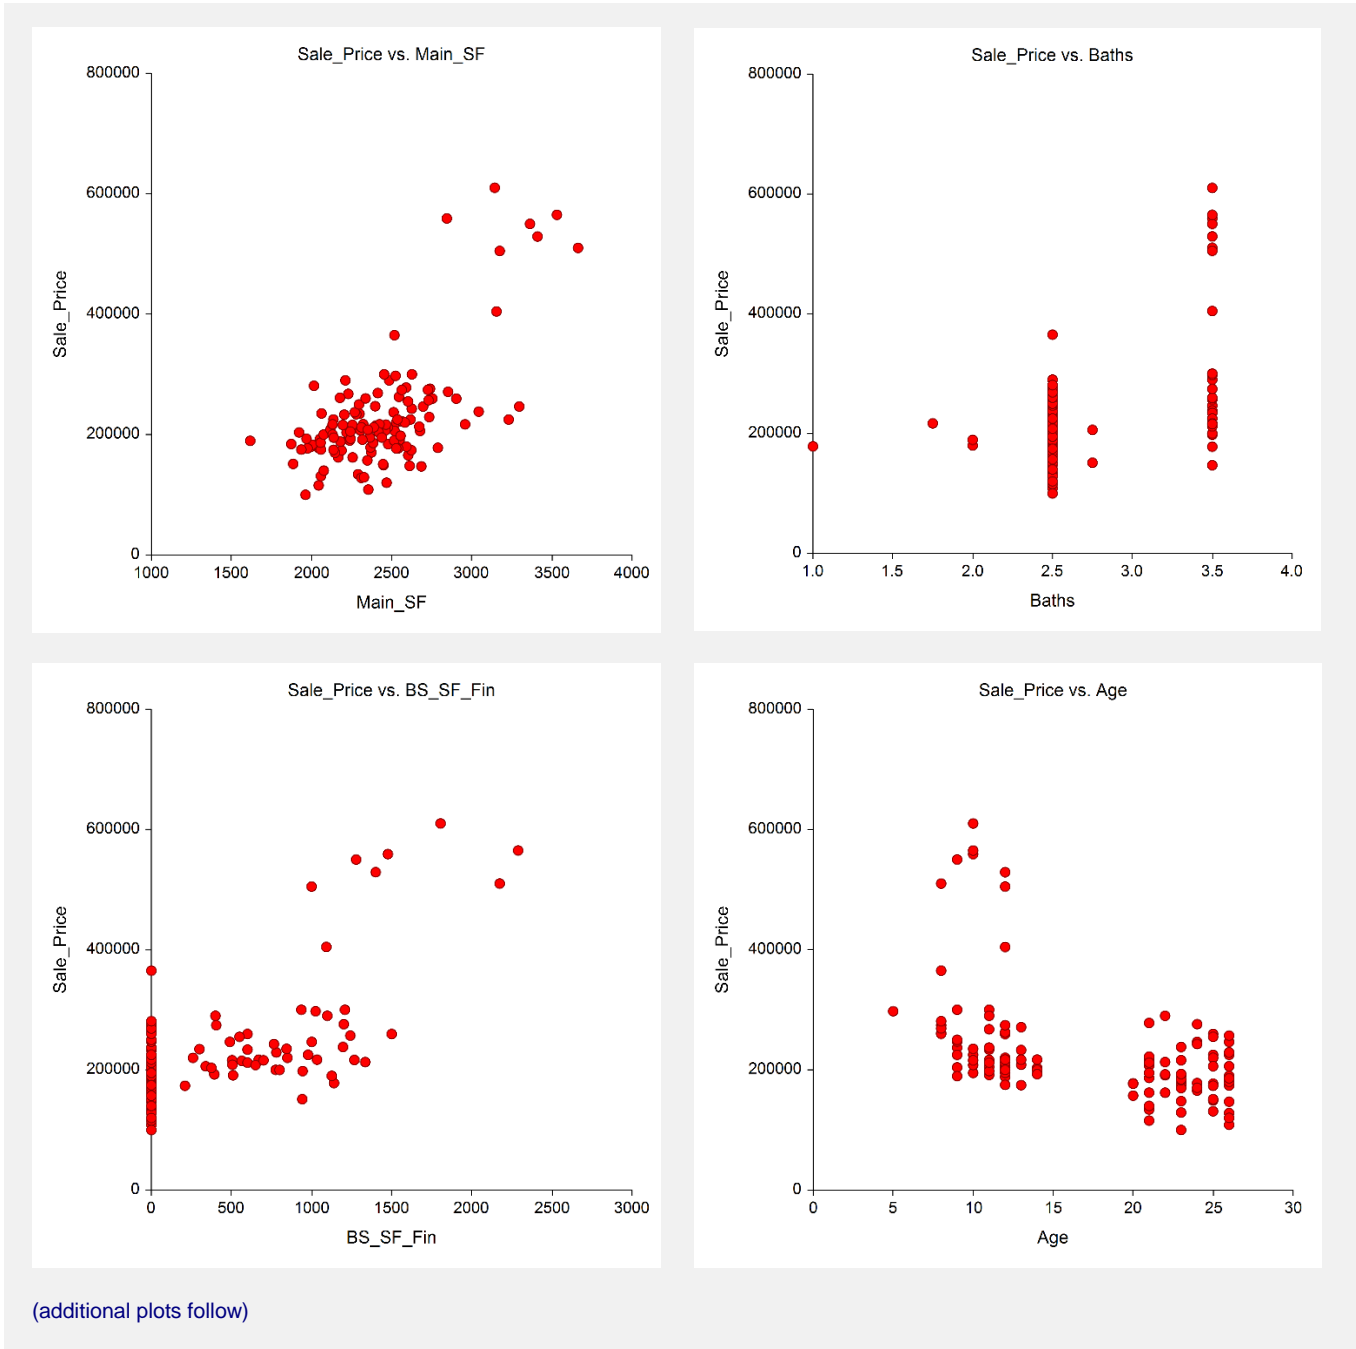 Sale_Price vs. Main_SF
800000
600000
400000
200000
0
Sale_Price
1000 1500 2000 2500 3000 3500 4000
Main_SF
Sale_Price vs. Baths
800000
600000
400000
200000
0
Sale_Price
1.0 1.5 2.0 2.5 3.0 3.5 4.0
Baths
Sale_Price vs. BS_SF_Fin
800000
600000
400000
200000
0
Sale_Price
0 500 1000 1500 2000 2500 3000
BS_SF_Fin
Sale_Price vs. Age
800000
600000
400000
200000
0
Sale_Price
0 5 10 15 20 25 30
Age
(additional plots follow)